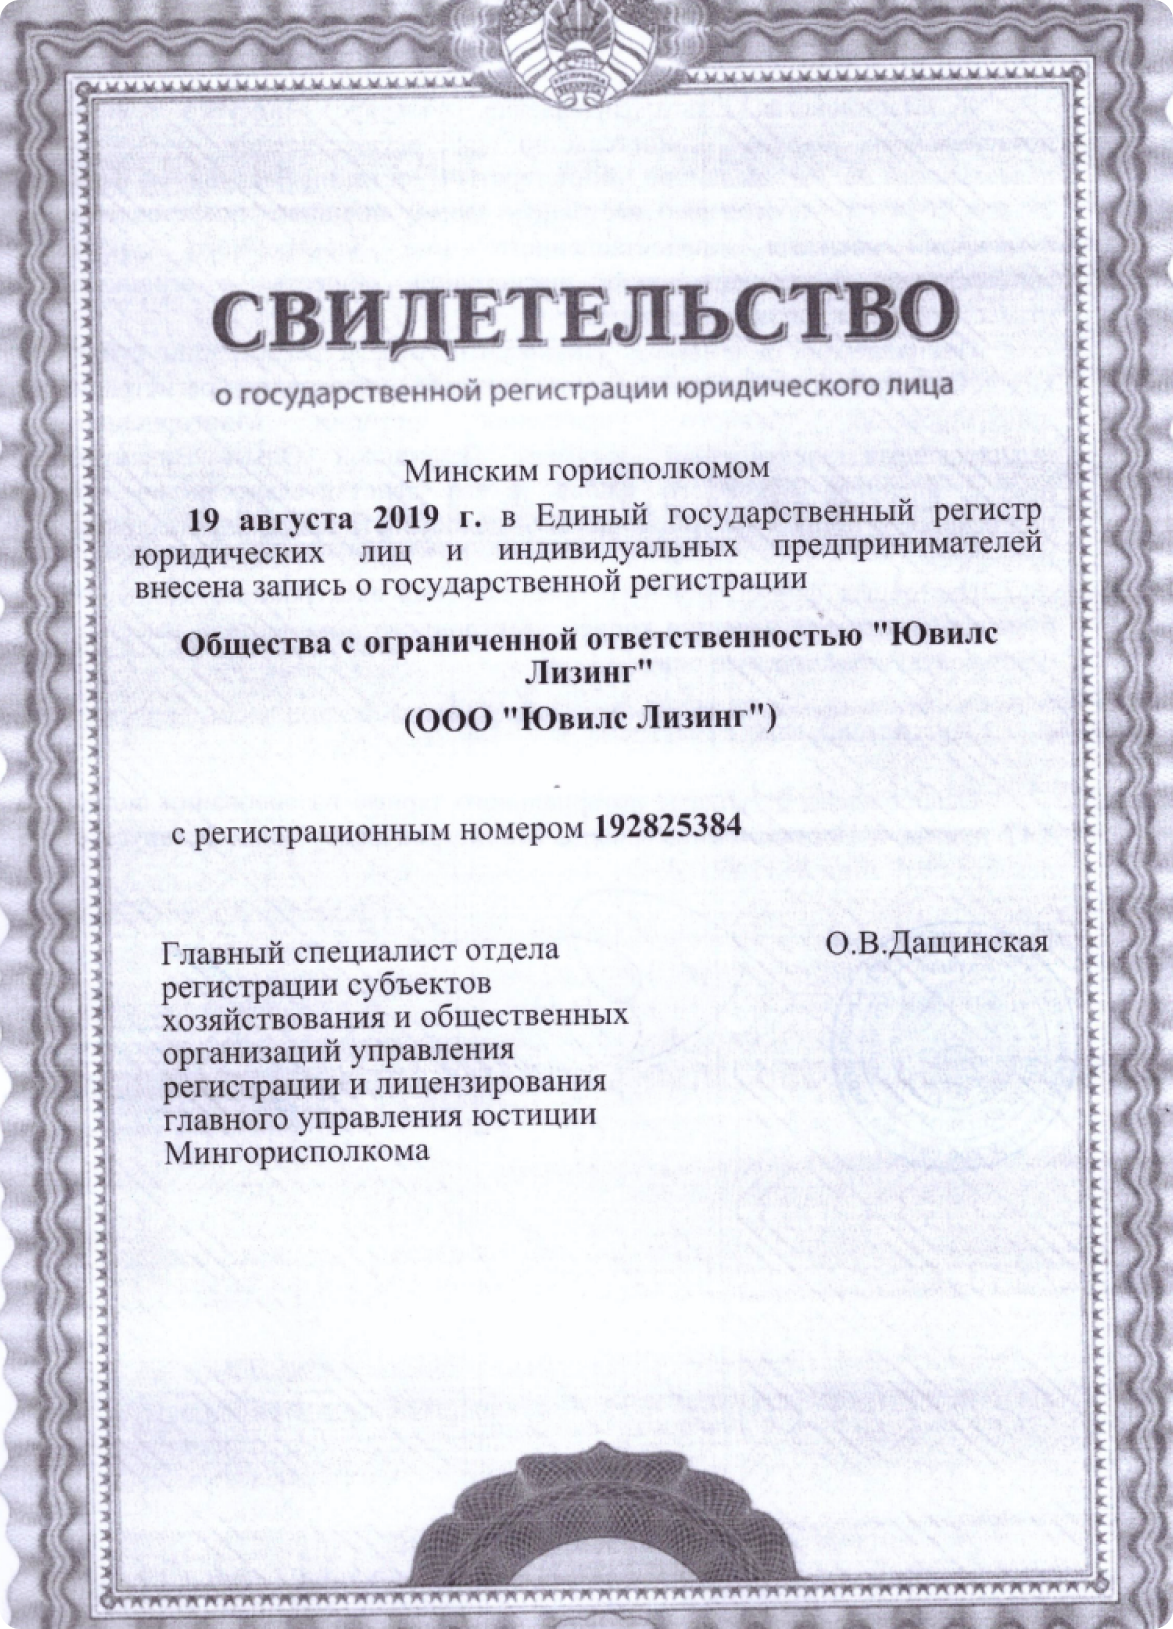 СВИДЕТЕЛЬСТВО
о государственной регистрации юридического лица
Минским горисполкомом
19 августа 2019 г. в Единый государственный регистр
юридических лиц и индивидуальных предпринимателей
внесена запись о государственной регистрации
Общества с ограниченной ответственностью "Ювилс
Лизинг"
(ООО "Ювилс Лизинг")
с регистрационным номером 192825384
Главный специалист отдела О.В.Дащинская
регистрации субъектов
хозяйствования и общественных
организаций управления
регистрации и лицензирования
главного управления юстиции
Мингорисполкома